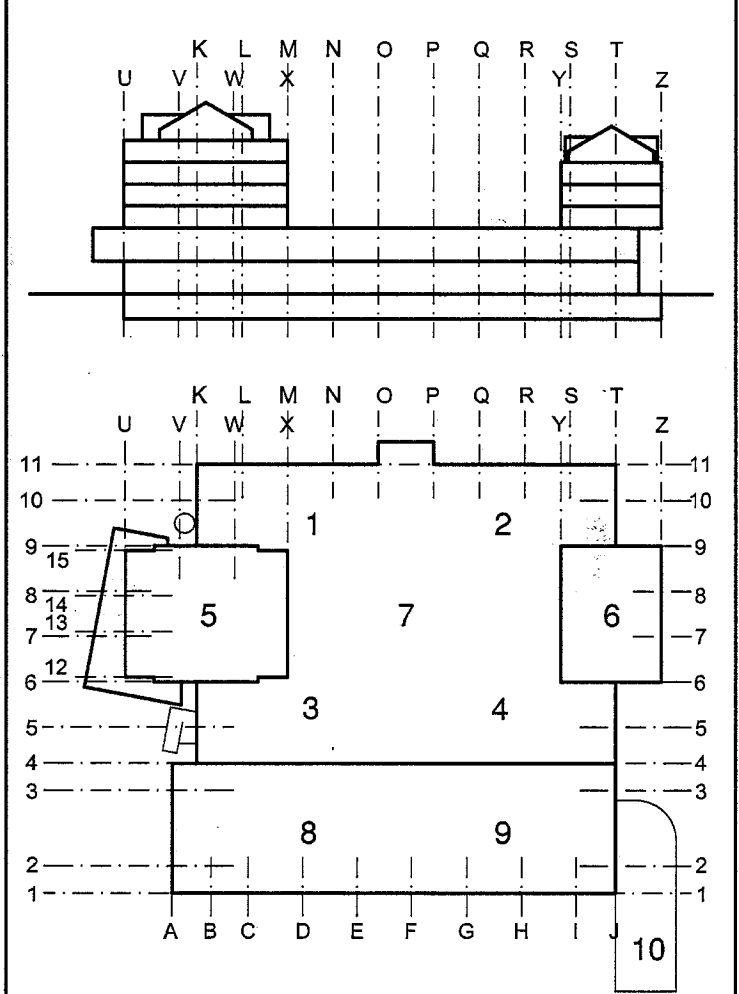 K L M N O P Q R S T
U V W X Y Z
K L M N O P Q R S T
U V W X Y Z
11 11
10 1 2 10
9 9
15
8 8
14
5 7 6
13
7 7
12
6 6
3 4
5 5
4 4
3 3
8 9
2 2
1 1
A B C D E F G H I J
10